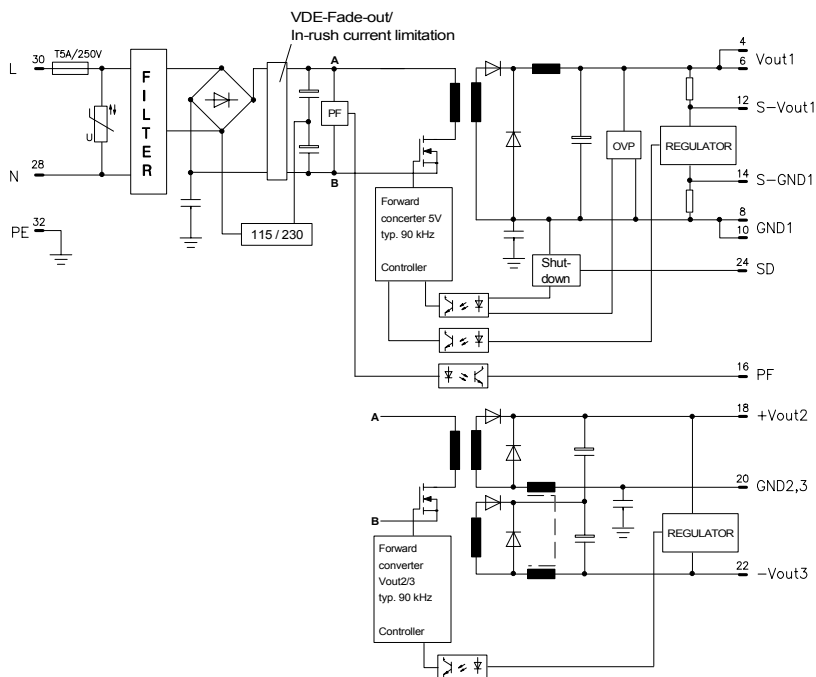 VDE-Fade-out/
In-rush current limitation
L
30
T5A/250V
U
N
28
PE
32
FILTER
115 / 230
A
PF
B
Forward
concerter 5V
typ. 90 kHz
Controller
OVP
REGULATOR
Shut-
down
4
6
Vout1
12
S-Vout1
14
S-GND1
8
10
GND1
24
SD
16
PF
A
B
Forward
converter
Vout2/3
typ. 90 kHz
Controller
REGULATOR
18
+Vout2
20
GND2,3
22
-Vout3